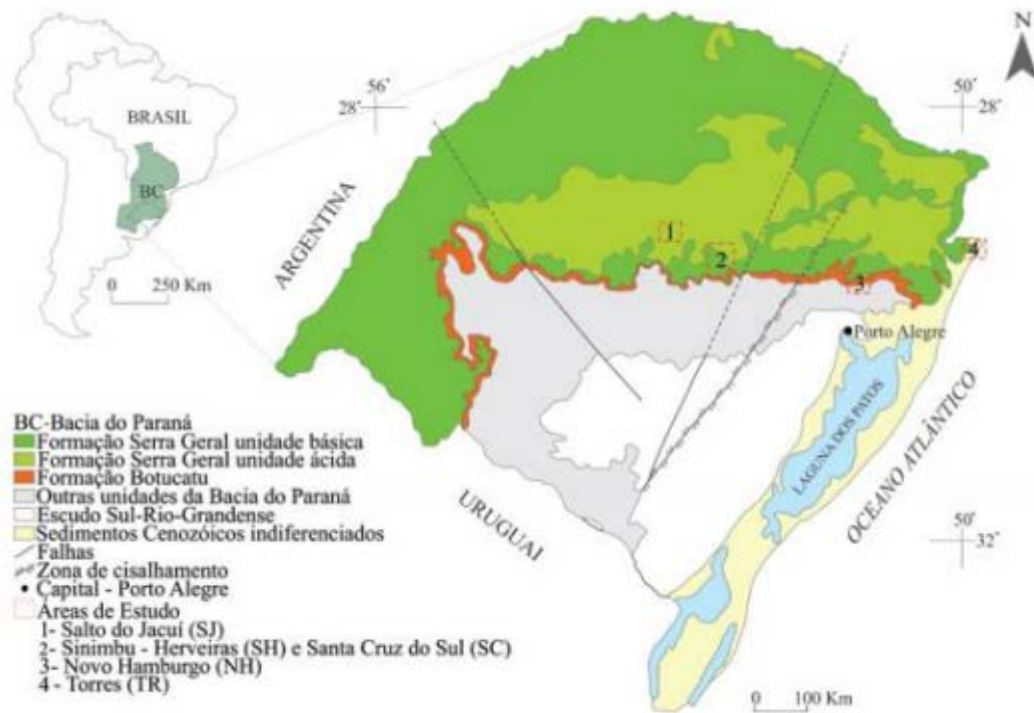 N
56°
28°
50°
28°
BRASIL
BC
0 250 Km
ARGENTINA
1
2
3
4
Porto Alegre
LAGUNA DOS PATOS
OCEANO ATLÂNTICO
URUGUAI
50°
32°
0 100 Km
BC-Bacia do Paraná
Formação Serra Geral unidade básica
Formação Serra Geral unidade ácida
Formação Botucatu
Outras unidades da Bacia do Paraná
Escudo Sul-Rio-Grandense
Sedimentos Cenozóicos indiferenciados
Falhas
Zona de cisalhamento
Capital - Porto Alegre
Áreas de Estudo
1- Salto do Jacuí (SJ)
2- Sinimbu - Herveiras (SH) e Santa Cruz do Sul (SC)
3- Novo Hamburgo (NH)
4 - Torres (TR)